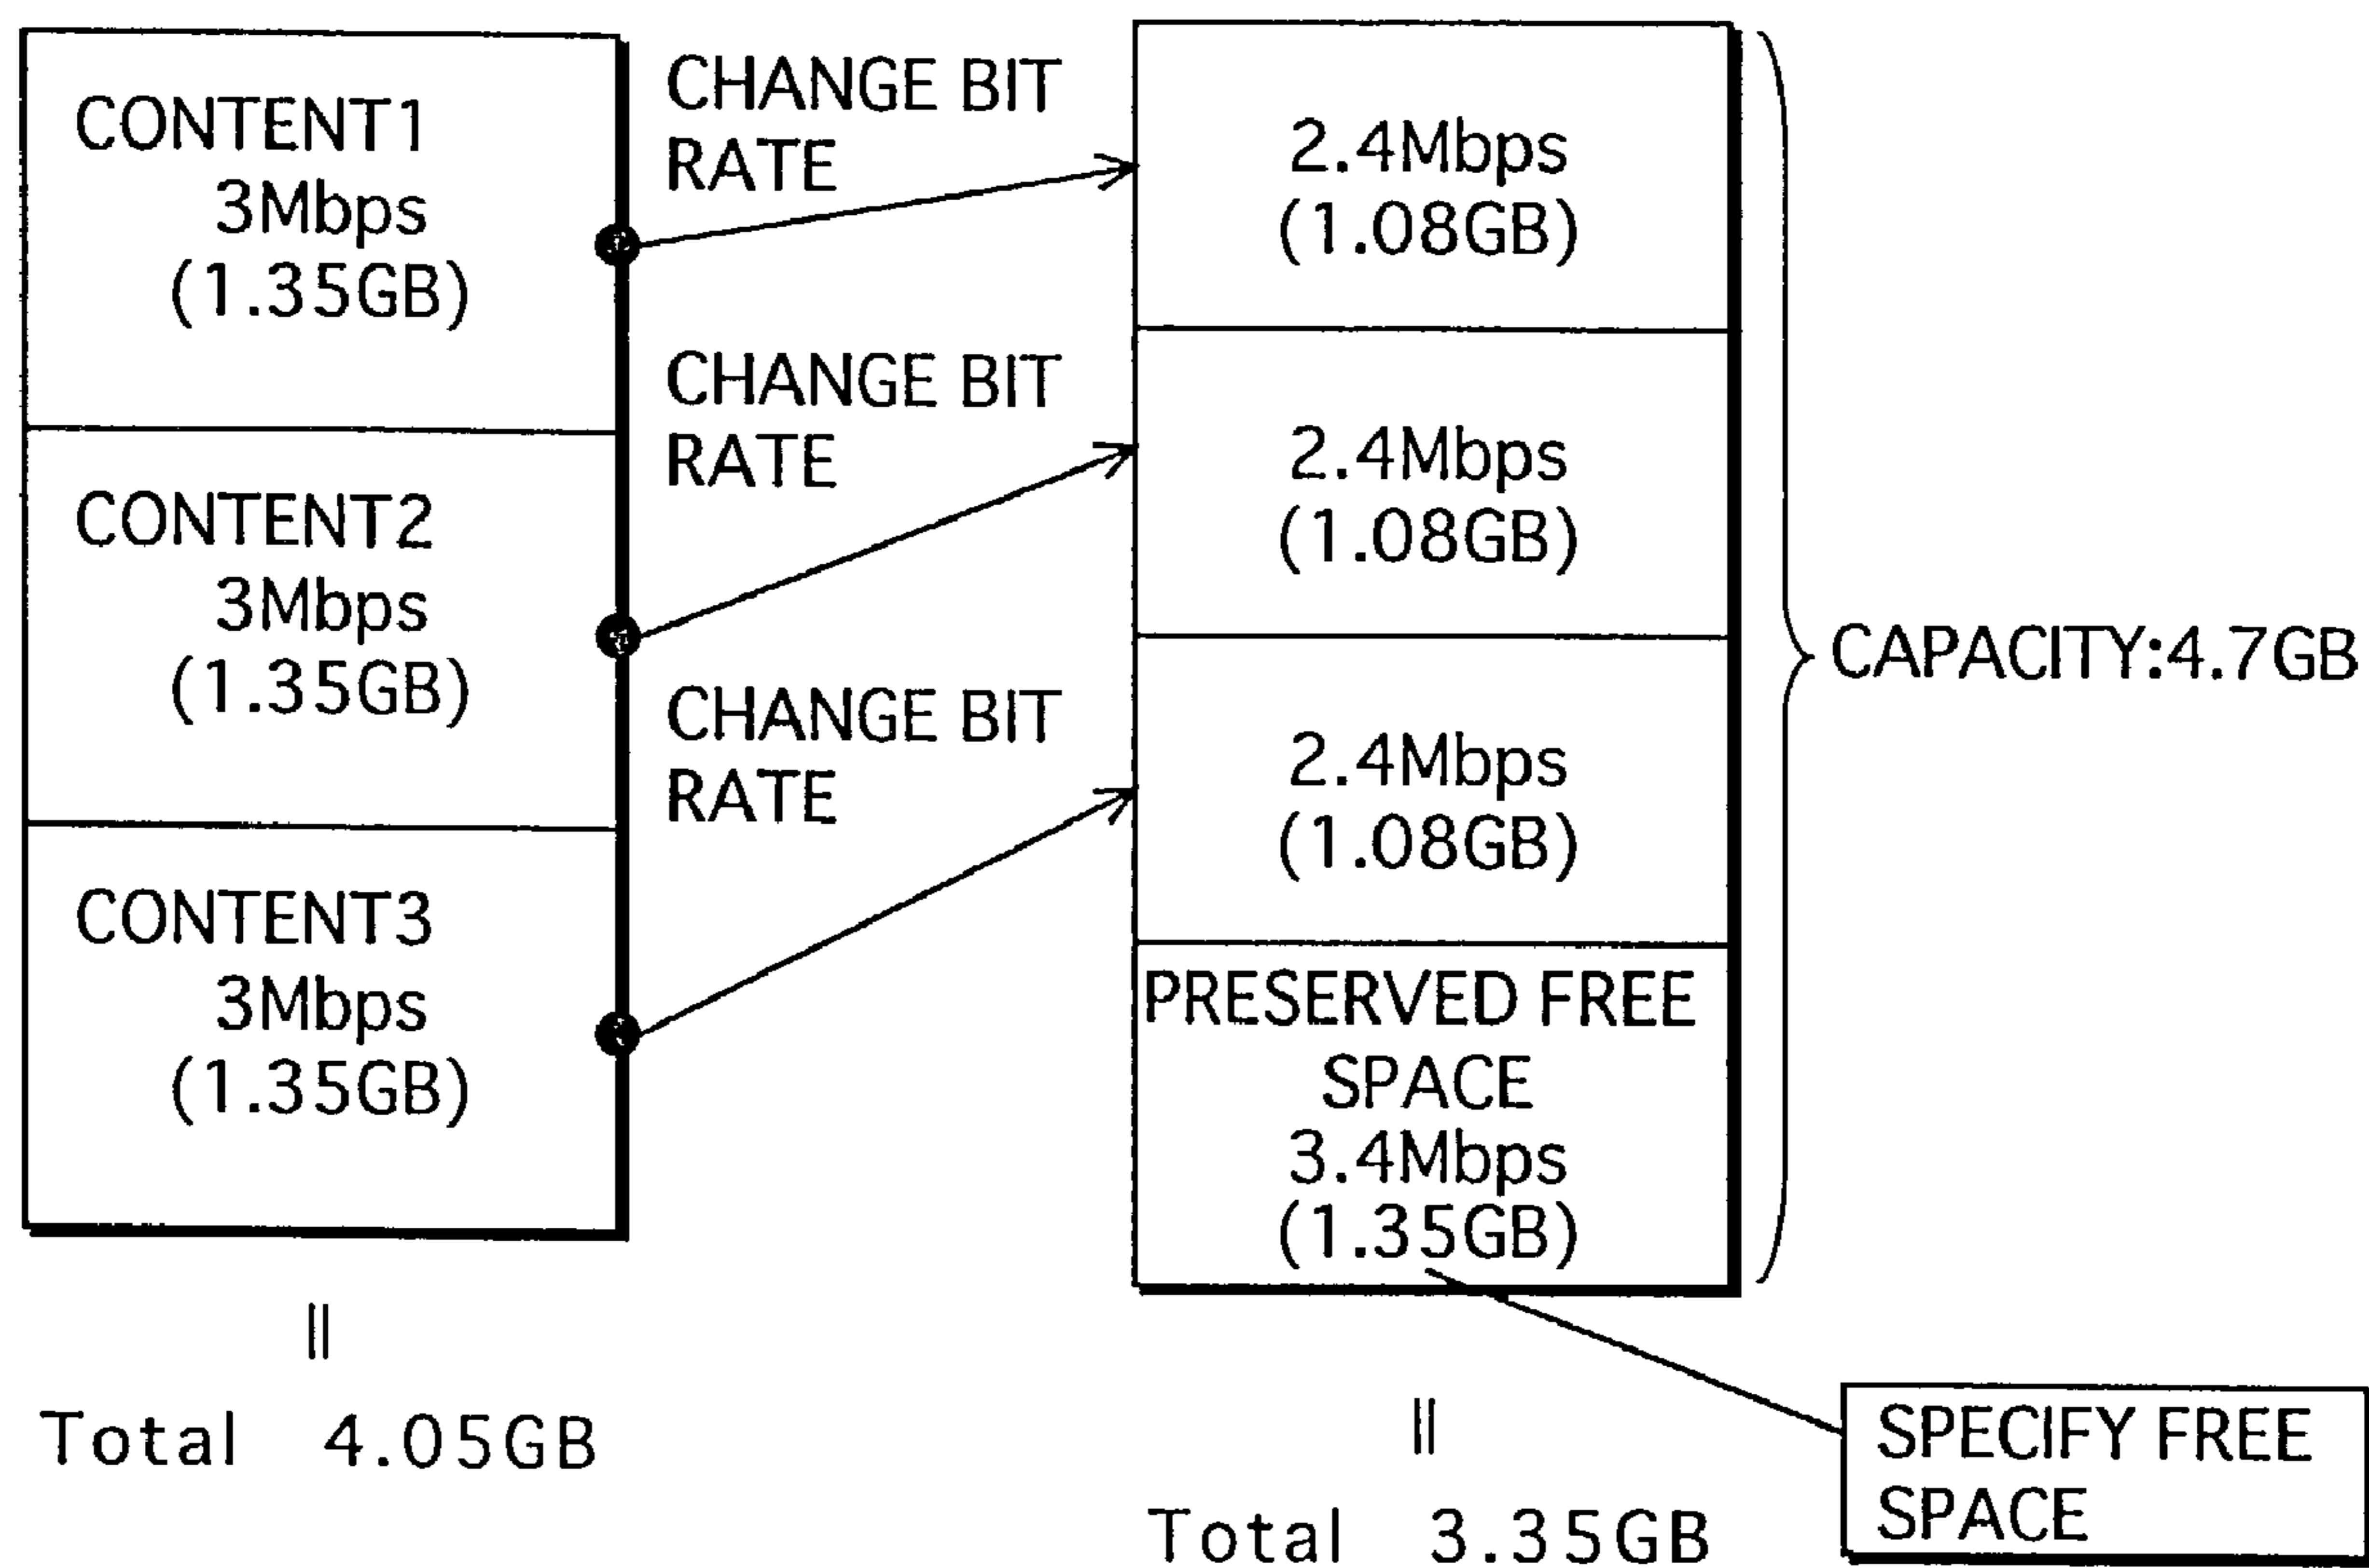 CONTENT1
3Mbps
(1.35GB)
CONTENT2
3Mbps
(1.35GB)
CONTENT3
3Mbps
(1.35GB)
||
Total 4.05GB
CHANGE BIT
RATE
CHANGE BIT
RATE
CHANGE BIT
RATE
2.4Mbps
(1.08GB)
2.4Mbps
(1.08GB)
2.4Mbps
(1.08GB)
PRESERVED FREE
SPACE
3.4Mbps
(1.35GB)
||
Total 3.35GB
CAPACITY:4.7GB
SPECIFY FREE
SPACE